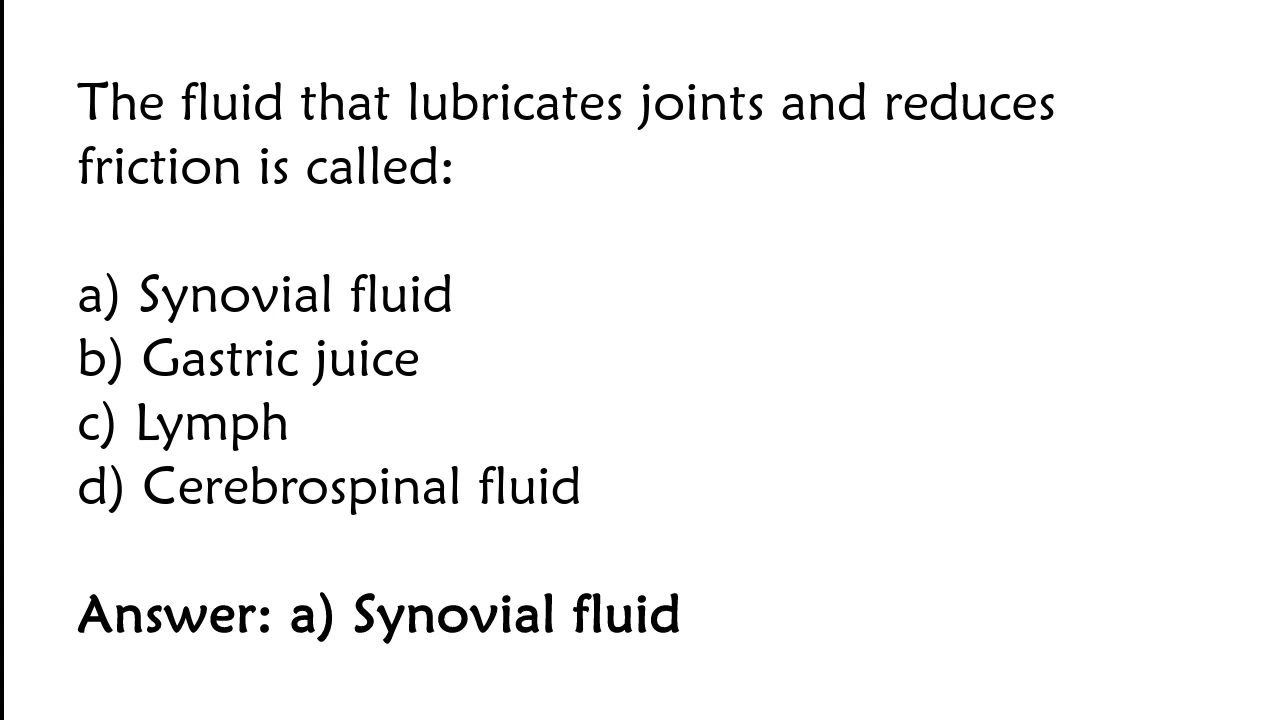 The fluid that lubricates joints and reduces
friction is called:
a) Synovial fluid
b) Gastric juice
c) Lymph
d) Cerebrospinal fluid
Answer: a) Synovial fluid